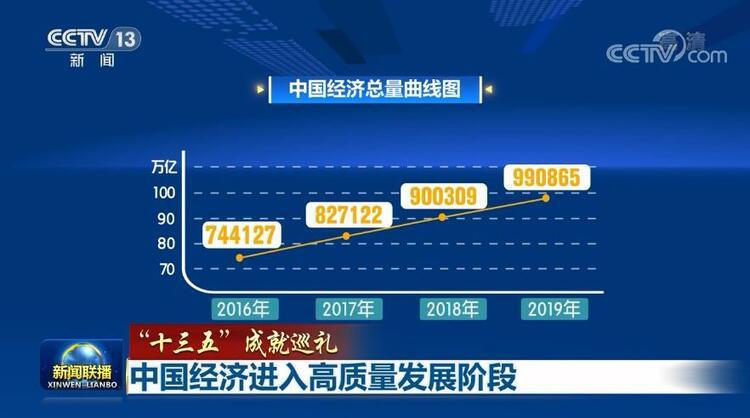 CCTV 13
新闻
高清
CCTV.com
中国经济总量曲线图
万亿
100
90
80
70
744127
827122
900309
990865
2016年
2017年
2018年
2019年
“十三五”成就巡礼
新闻联播
XINWEN LIANBO
中国经济进入高质量发展阶段